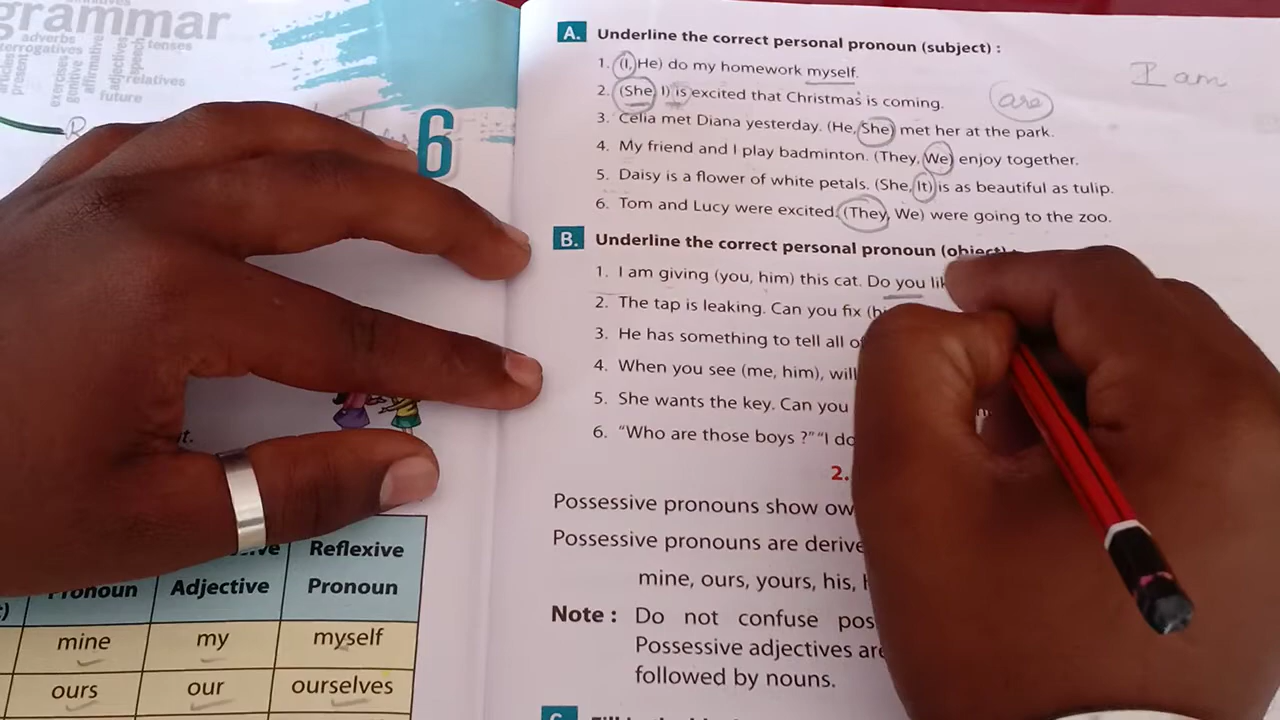 grammar
adverbs
tenses
present
exercises
genitive
affirmative
adjectives
speech
relatives
future
6
Reflexive
Pronoun Adjective Pronoun
mine my myself
ours our ourselves
A. Underline the correct personal pronoun (subject) :
I am
1. (I, He) do my homework myself.
2. (She, I) is excited that Christmas is coming.
are
3. Celia met Diana yesterday. (He, She) met her at the park.
4. My friend and I play badminton. (They, We) enjoy together.
5. Daisy is a flower of white petals. (She, It) is as beautiful as tulip.
6. Tom and Lucy were excited. (They, We) were going to the zoo.
B. Underline the correct personal pronoun (object) :
1. I am giving (you, him) this cat. Do you
2. The tap is leaking. Can you fix
3. He has something to tell all
4. When you see (me, him), will
5. She wants the key. Can you
6. "Who are those boys ?" "I
2.
Possessive pronouns show
Possessive pronouns are
mine, ours, yours, his,
Note : Do not confuse
Possessive adjectives
followed by nouns.